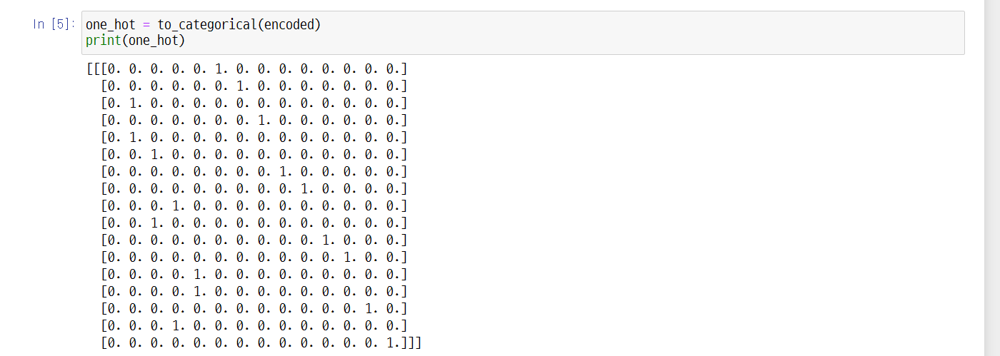 In [5]: one_hot = to_categorical(encoded)
print(one_hot)
[[[0. 0. 0. 0. 0. 1. 0. 0. 0. 0. 0. 0. 0. 0.]
[0. 0. 0. 0. 0. 0. 1. 0. 0. 0. 0. 0. 0. 0.]
[0. 1. 0. 0. 0. 0. 0. 0. 0. 0. 0. 0. 0. 0.]
[0. 0. 0. 0. 0. 0. 0. 1. 0. 0. 0. 0. 0. 0.]
[0. 1. 0. 0. 0. 0. 0. 0. 0. 0. 0. 0. 0. 0.]
[0. 0. 1. 0. 0. 0. 0. 0. 0. 0. 0. 0. 0. 0.]
[0. 0. 0. 0. 0. 0. 0. 0. 1. 0. 0. 0. 0. 0.]
[0. 0. 0. 0. 0. 0. 0. 0. 0. 1. 0. 0. 0. 0.]
[0. 0. 0. 1. 0. 0. 0. 0. 0. 0. 0. 0. 0. 0.]
[0. 0. 1. 0. 0. 0. 0. 0. 0. 0. 0. 0. 0. 0.]
[0. 0. 0. 0. 0. 0. 0. 0. 0. 0. 1. 0. 0. 0.]
[0. 0. 0. 0. 0. 0. 0. 0. 0. 0. 0. 1. 0. 0.]
[0. 0. 0. 0. 1. 0. 0. 0. 0. 0. 0. 0. 0. 0.]
[0. 0. 0. 0. 1. 0. 0. 0. 0. 0. 0. 0. 0. 0.]
[0. 0. 0. 0. 0. 0. 0. 0. 0. 0. 0. 0. 1. 0.]
[0. 0. 0. 1. 0. 0. 0. 0. 0. 0. 0. 0. 0. 0.]
[0. 0. 0. 0. 0. 0. 0. 0. 0. 0. 0. 0. 0. 1.]]]